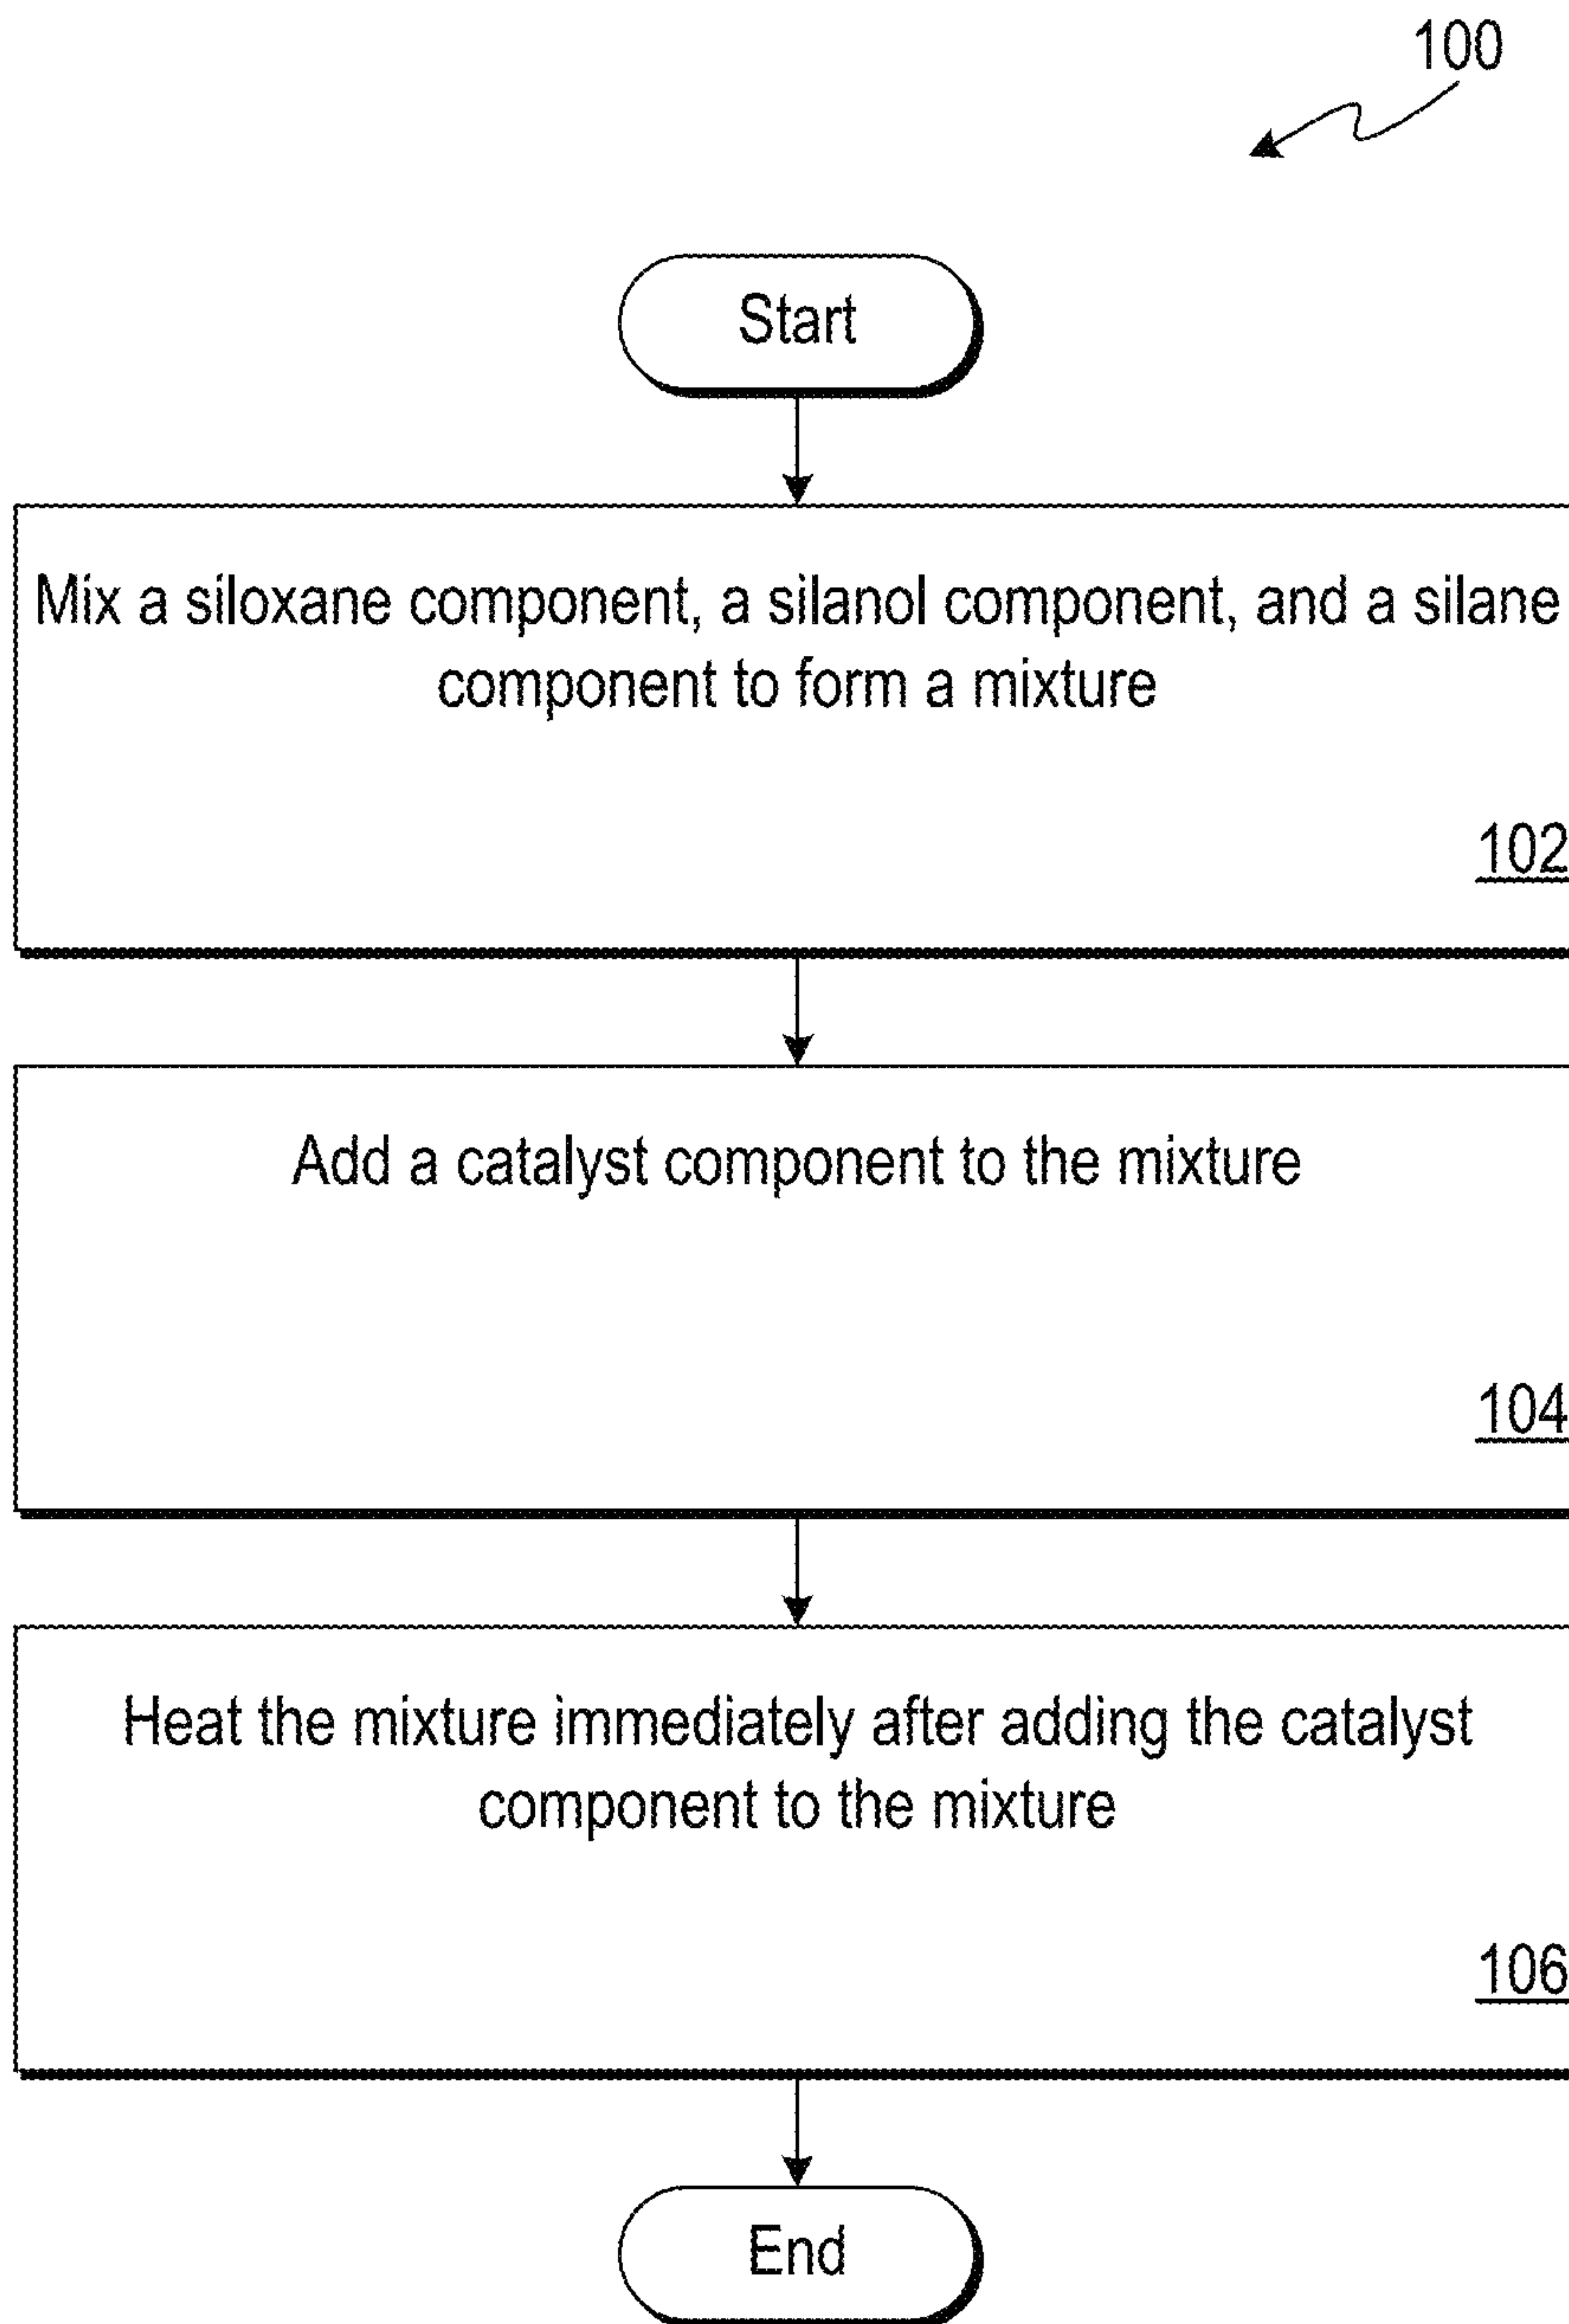 100
Start
Mix a siloxane component, a silanol component, and a silane
component to form a mixture
102
Add a catalyst component to the mixture
104
Heat the mixture immediately after adding the catalyst
component to the mixture
106
End